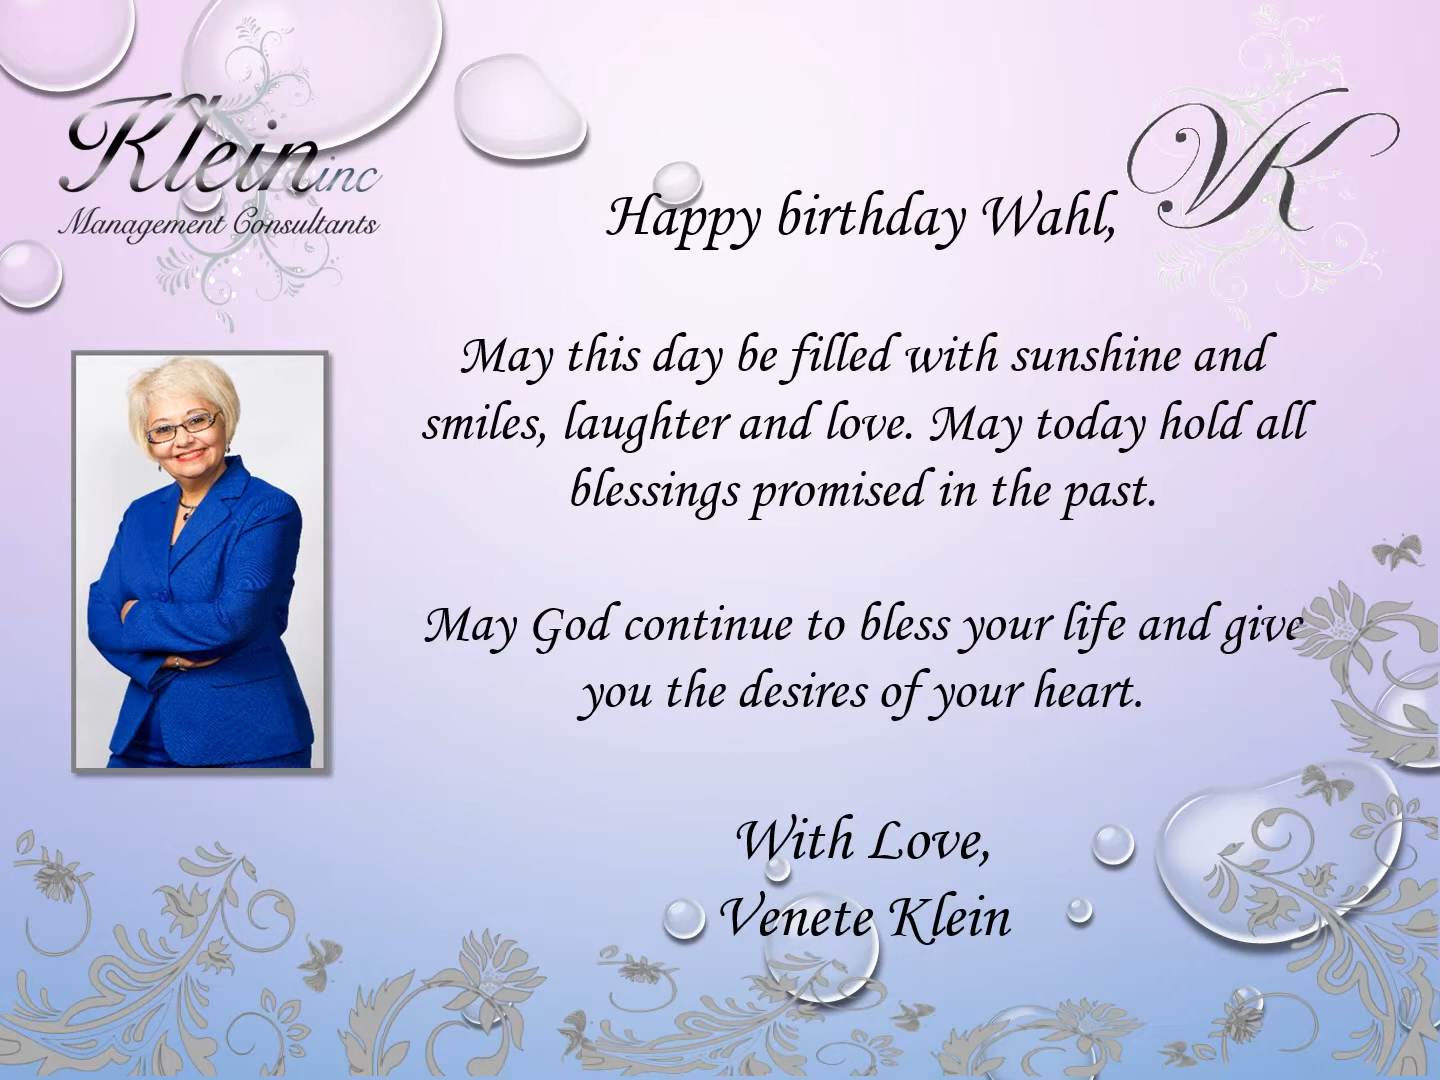 Klein inc
Management Consultants
VK
Happy birthday Wahl,
May this day be filled with sunshine and
smiles, laughter and love. May today hold all
blessings promised in the past.
May God continue to bless your life and give
you the desires of your heart.
With Love,
Venete Klein